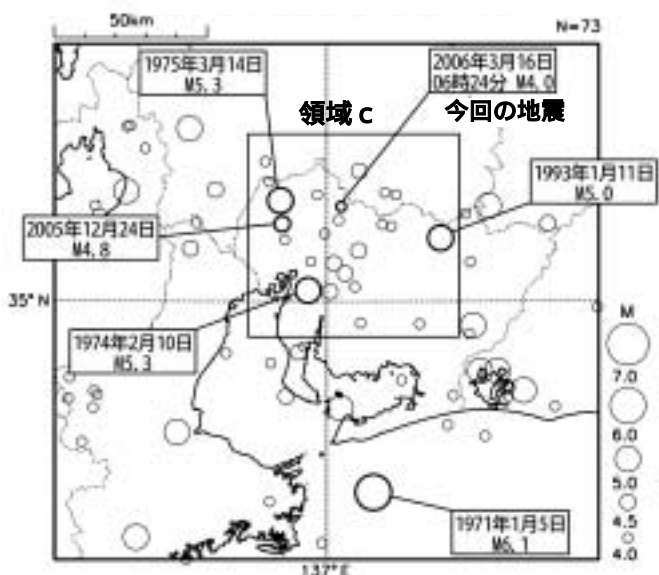 50km
N=73
1975年3月14日
M5.3
2006年3月16日
06時24分 M4.0
領域 c
今回の地震
1993年1月11日
M5.0
2005年12月24日
M4.8
35° N
1974年2月10日
M5.3
M
7.0
6.0
5.0
4.5
4.0
1971年1月5日
M6.1
137°E